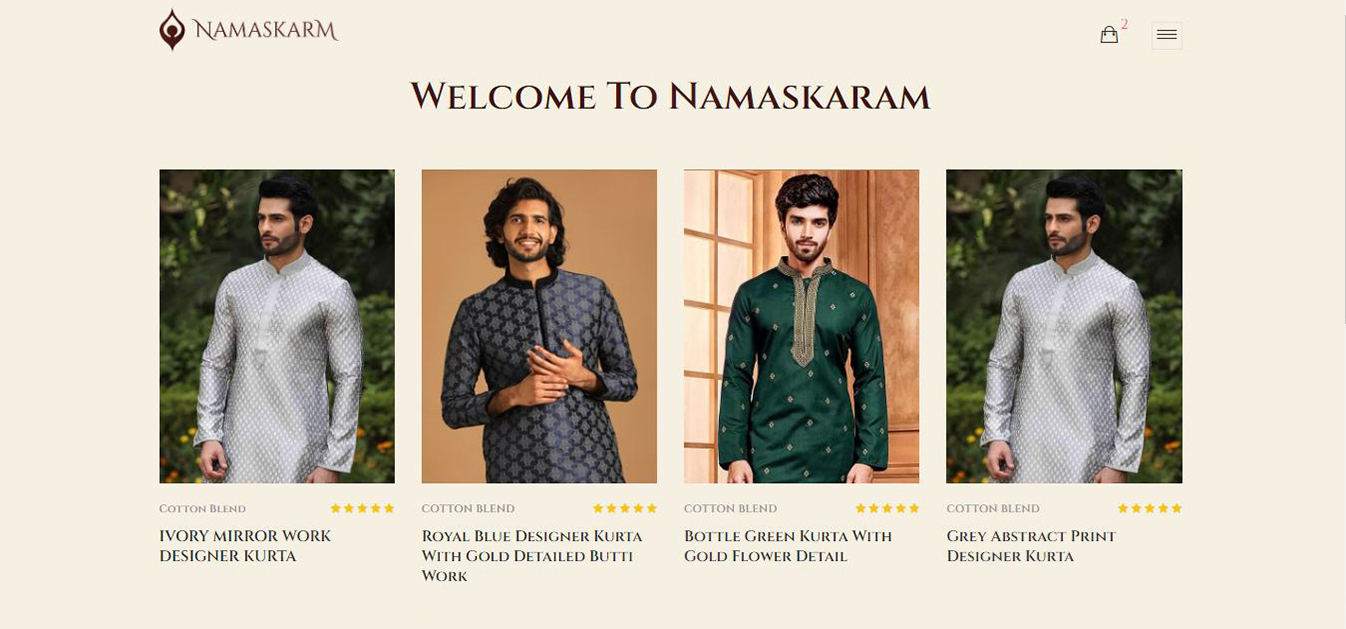 NAMASKARM
2
WELCOME TO NAMASKARAM
COTTON BLEND
IVORY MIRROR WORK
DESIGNER KURTA
COTTON BLEND
ROYAL BLUE DESIGNER KURTA
WITH GOLD DETAILED BUTTI
WORK
COTTON BLEND
BOTTLE GREEN KURTA WITH
GOLD FLOWER DETAIL
COTTON BLEND
GREY ABSTRACT PRINT
DESIGNER KURTA